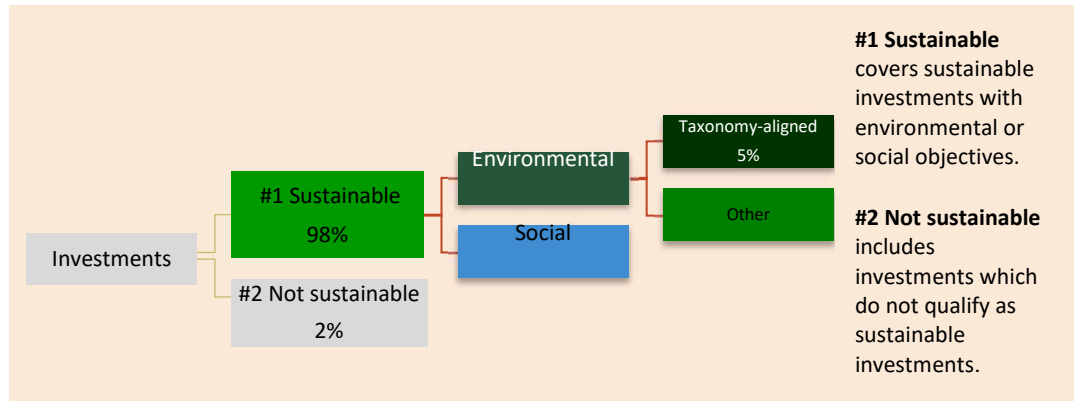 Investments
#1 Sustainable
98%
#2 Not sustainable
2%
Environmental
Social
Taxonomy-aligned
5%
Other
#1 Sustainable
covers sustainable
investments with
environmental or
social objectives.
#2 Not sustainable
includes
investments which
do not qualify as
sustainable
investments.